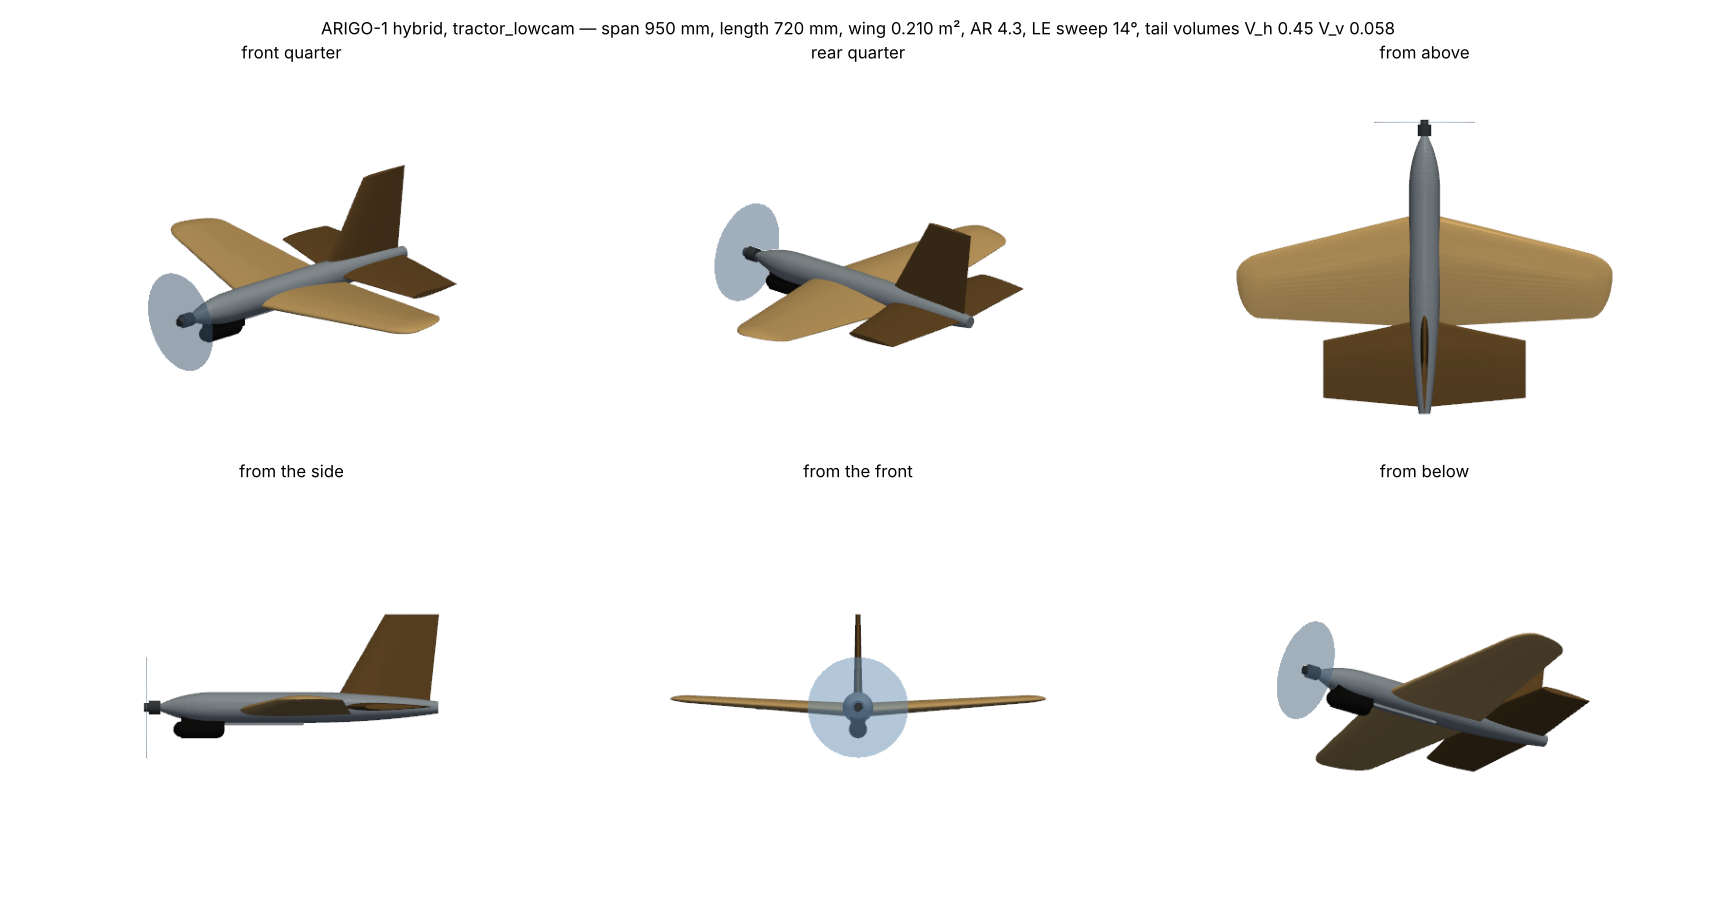 ARIGO-1 hybrid, tractor_lowcam — span 950 mm, length 720 mm, wing 0.210 m², AR 4.3, LE sweep 14°, tail volumes V_h 0.45 V_v 0.058
front quarter
rear quarter
from above
from the side
from the front
from below